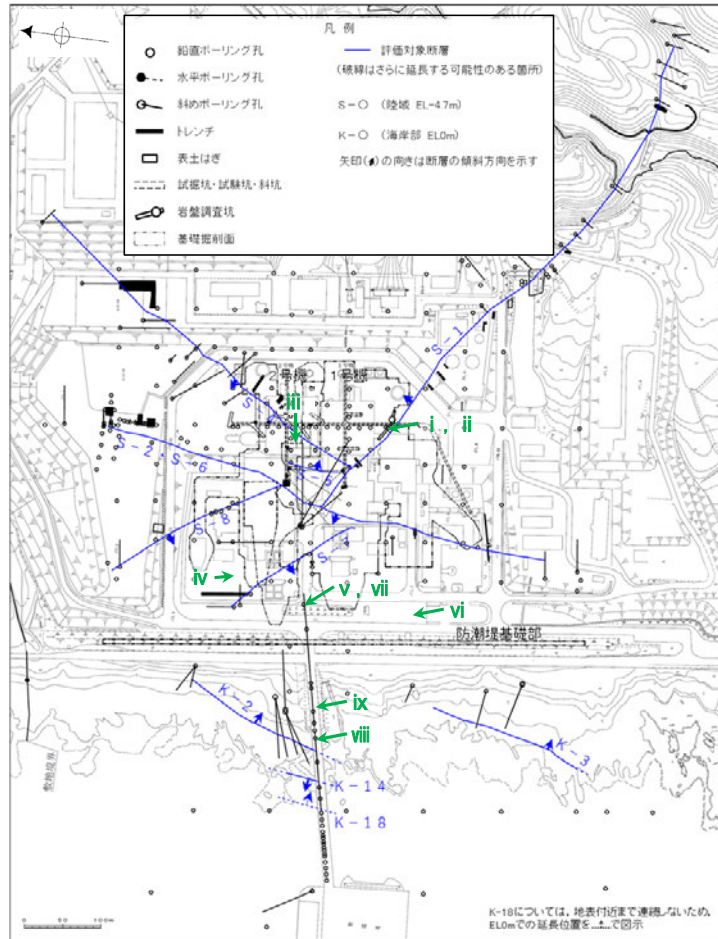 凡 例
鉛直ボーリング孔
水平ボーリング孔
斜めボーリング孔
トレンチ
表土はぎ
試掘坑・試験坑・斜坑
岩盤調査坑
基礎掘削面
評価対象断層
(破線はさらに延長する可能性のある箇所)
S-○ (陸域 EL-4.7m)
K-○ (海岸部 EL0m)
矢印( )の向きは断層の傾斜方向を示す
S-1
2号機
1号機
iii
i , ii
S-4
S-2・S-6
S-5
S-8
S-7
iv
v , vii
vi
防潮堤基礎部
K-2
ix
viii
K-3
K-14
K-18
敷地境界
0 50 100m
K-18については, 地表付近まで連続しないため,
EL0mでの延長位置を で図示